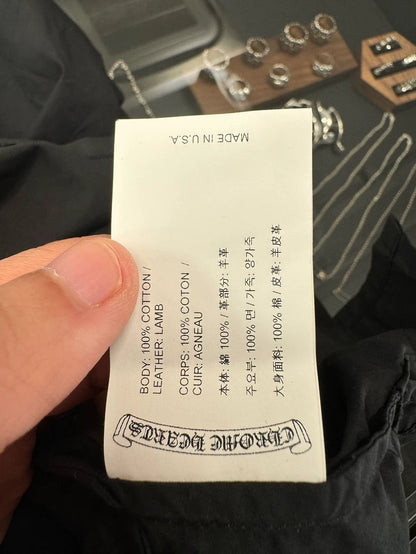 MADE IN U.S.A.
BODY: 100% COTTON /
LEATHER: LAMB
CORPS: 100% COTON /
CUIR: AGNEAU
本体: 綿 100% / 革部分: 羊革
주요부: 100% 면 / 가죽: 양가죽
大身面料: 100% 棉 / 皮革: 羊皮革
CHROME HEARTS